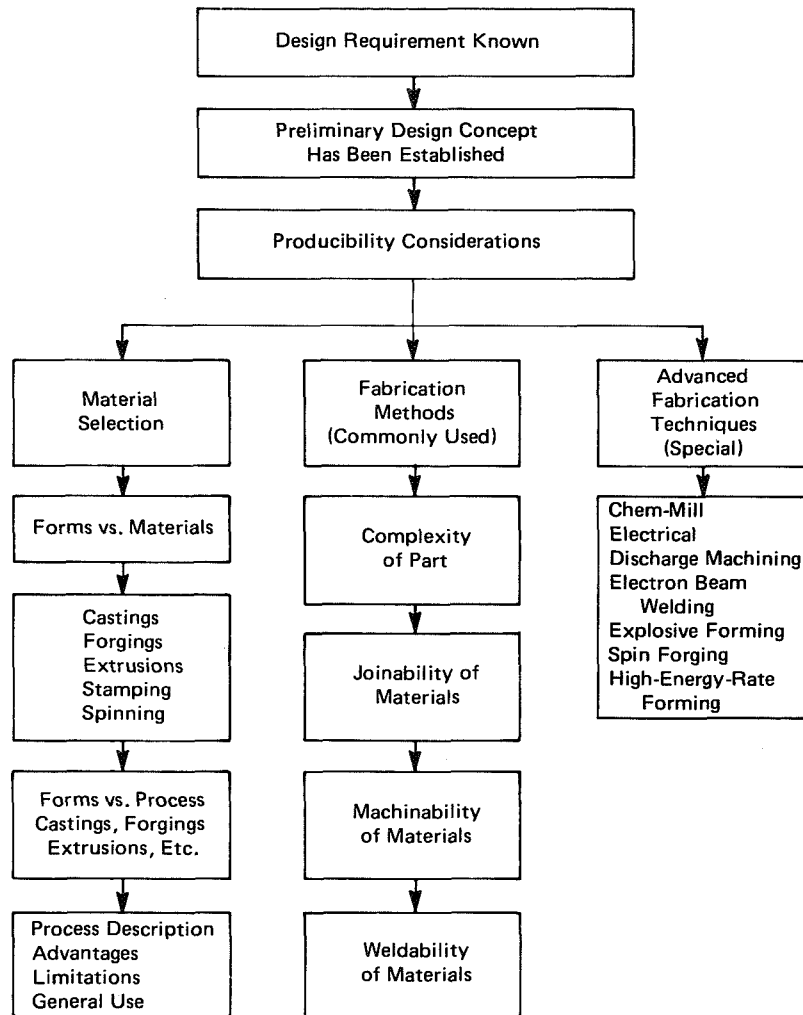 Design Requirement Known
Preliminary Design Concept
Has Been Established
Producibility Considerations
Material
Selection
Forms vs. Materials
Castings
Forgings
Extrusions
Stamping
Spinning
Forms vs. Process
Castings, Forgings
Extrusions, Etc.
Process Description
Advantages
Limitations
General Use
Fabrication
Methods
(Commonly Used)
Complexity
of Part
Joinability of
Materials
Machinability
of Materials
Weldability
of Materials
Advanced
Fabrication
Techniques
(Special)
Chem-Mill
Electrical
Discharge Machining
Electron Beam
Welding
Explosive Forming
Spin Forging
High-Energy-Rate
Forming